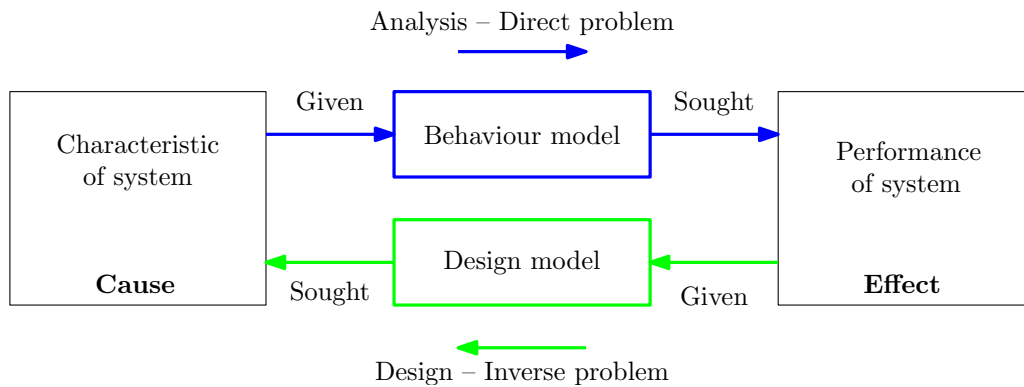 Analysis – Direct problem
Given
Sought
Characteristic
of system
Behaviour model
Performance
of system
Design model
Cause
Sought
Given
Effect
Design – Inverse problem